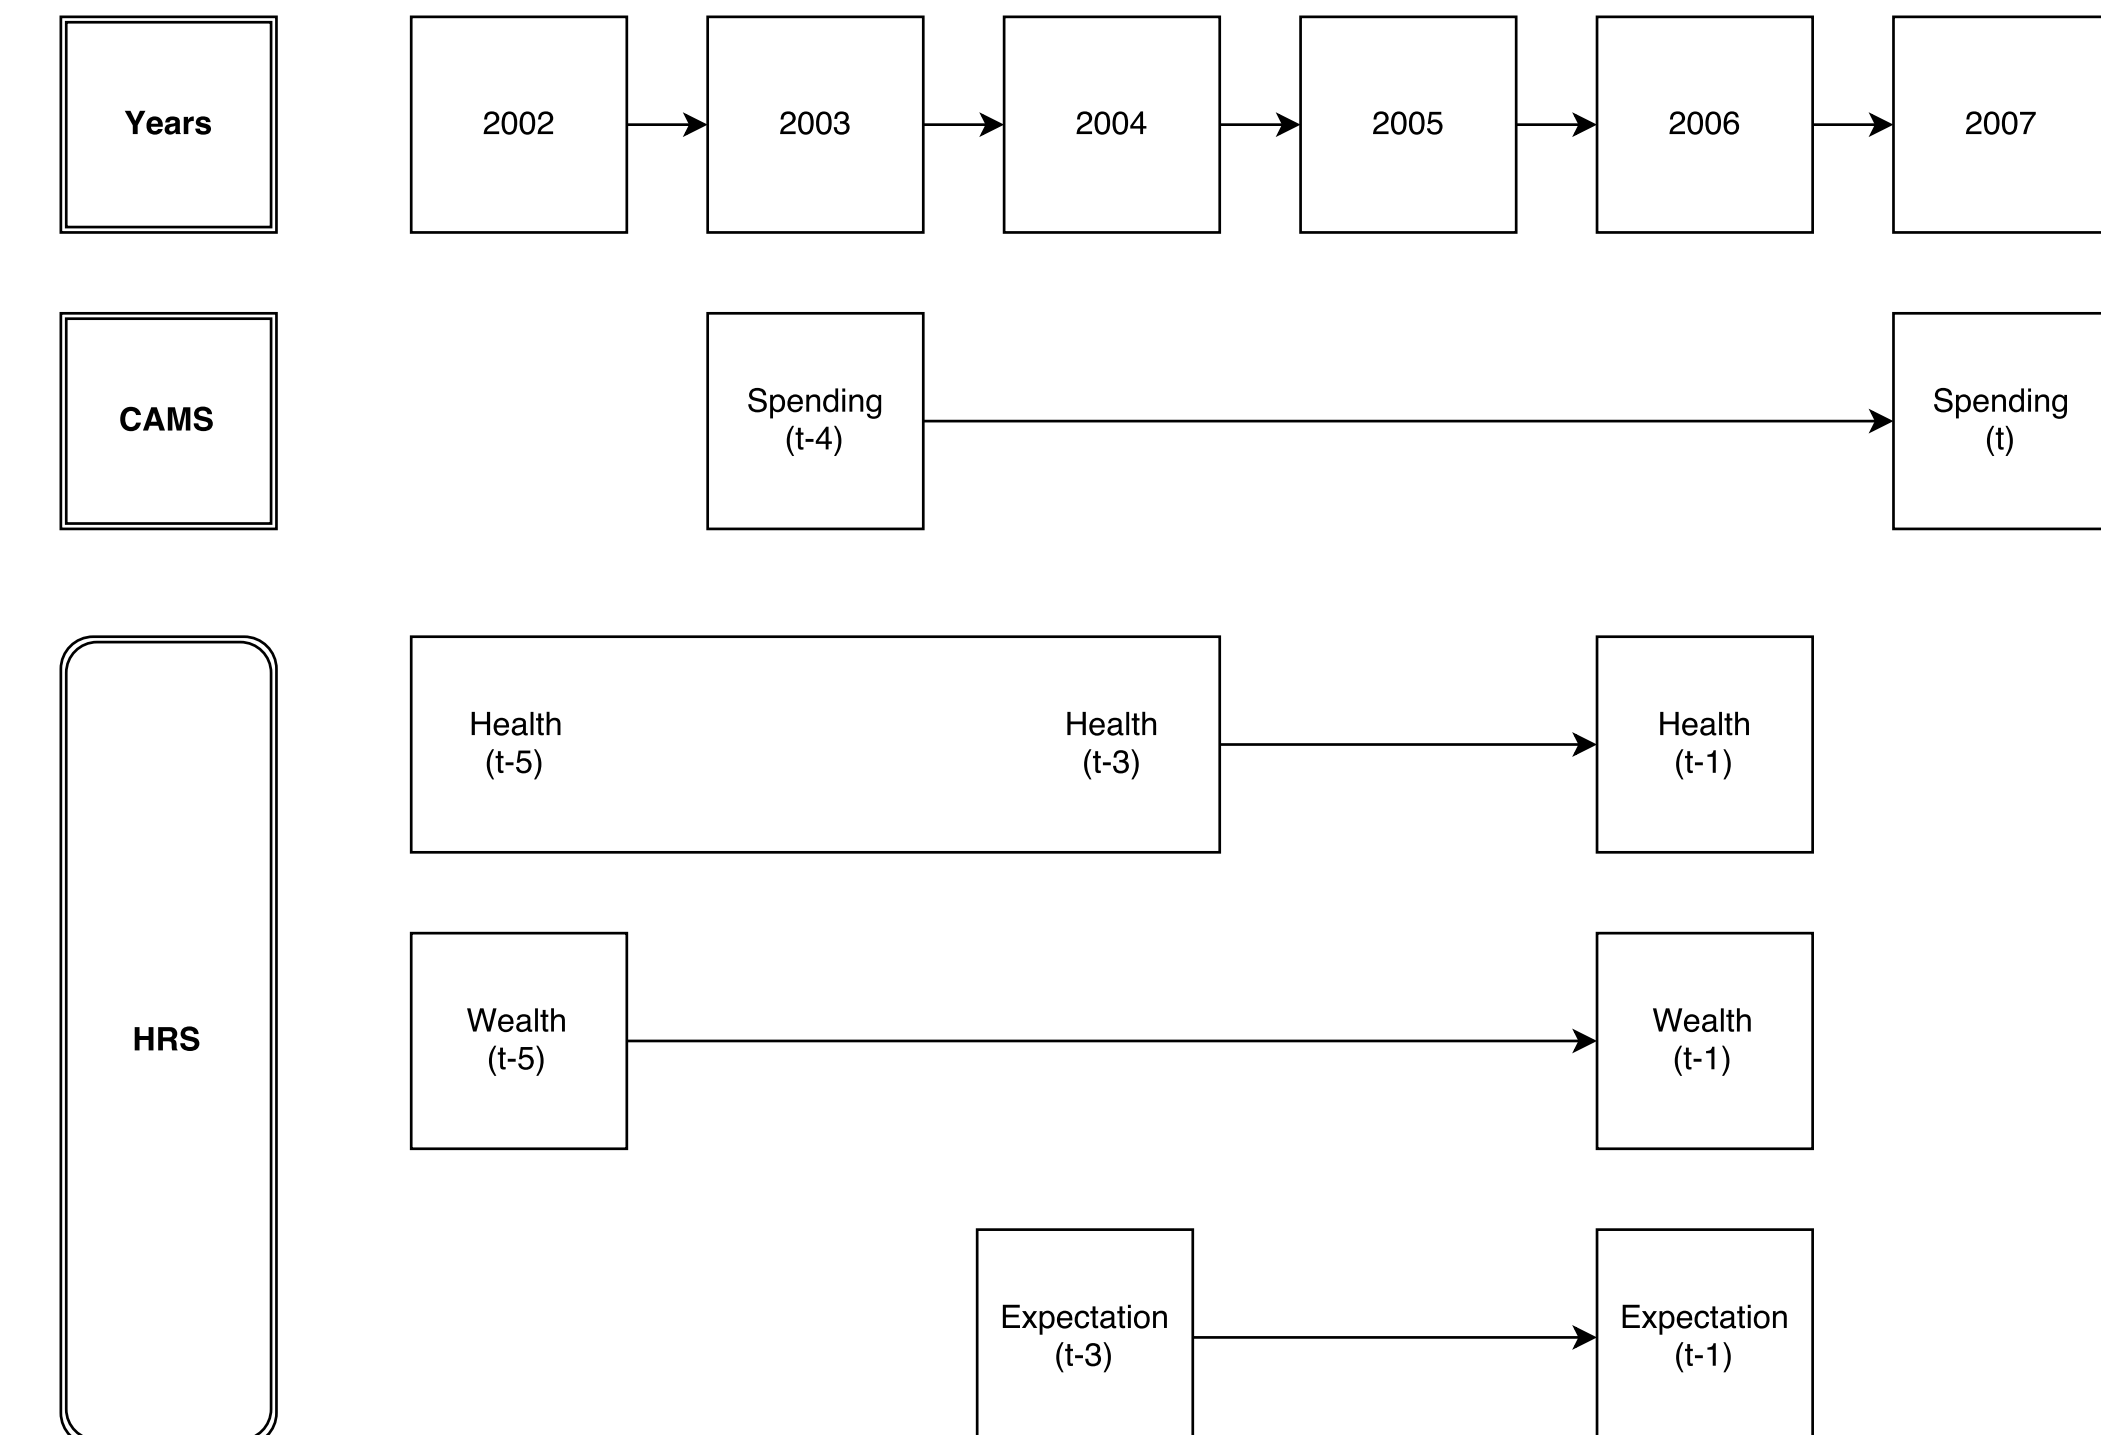 Years
2002
2003
2004
2005
2006
2007
CAMS
Spending
(t-4)
Spending
(t)
HRS
Health
(t-5)
Health
(t-3)
Health
(t-1)
Wealth
(t-5)
Wealth
(t-1)
Expectation
(t-3)
Expectation
(t-1)